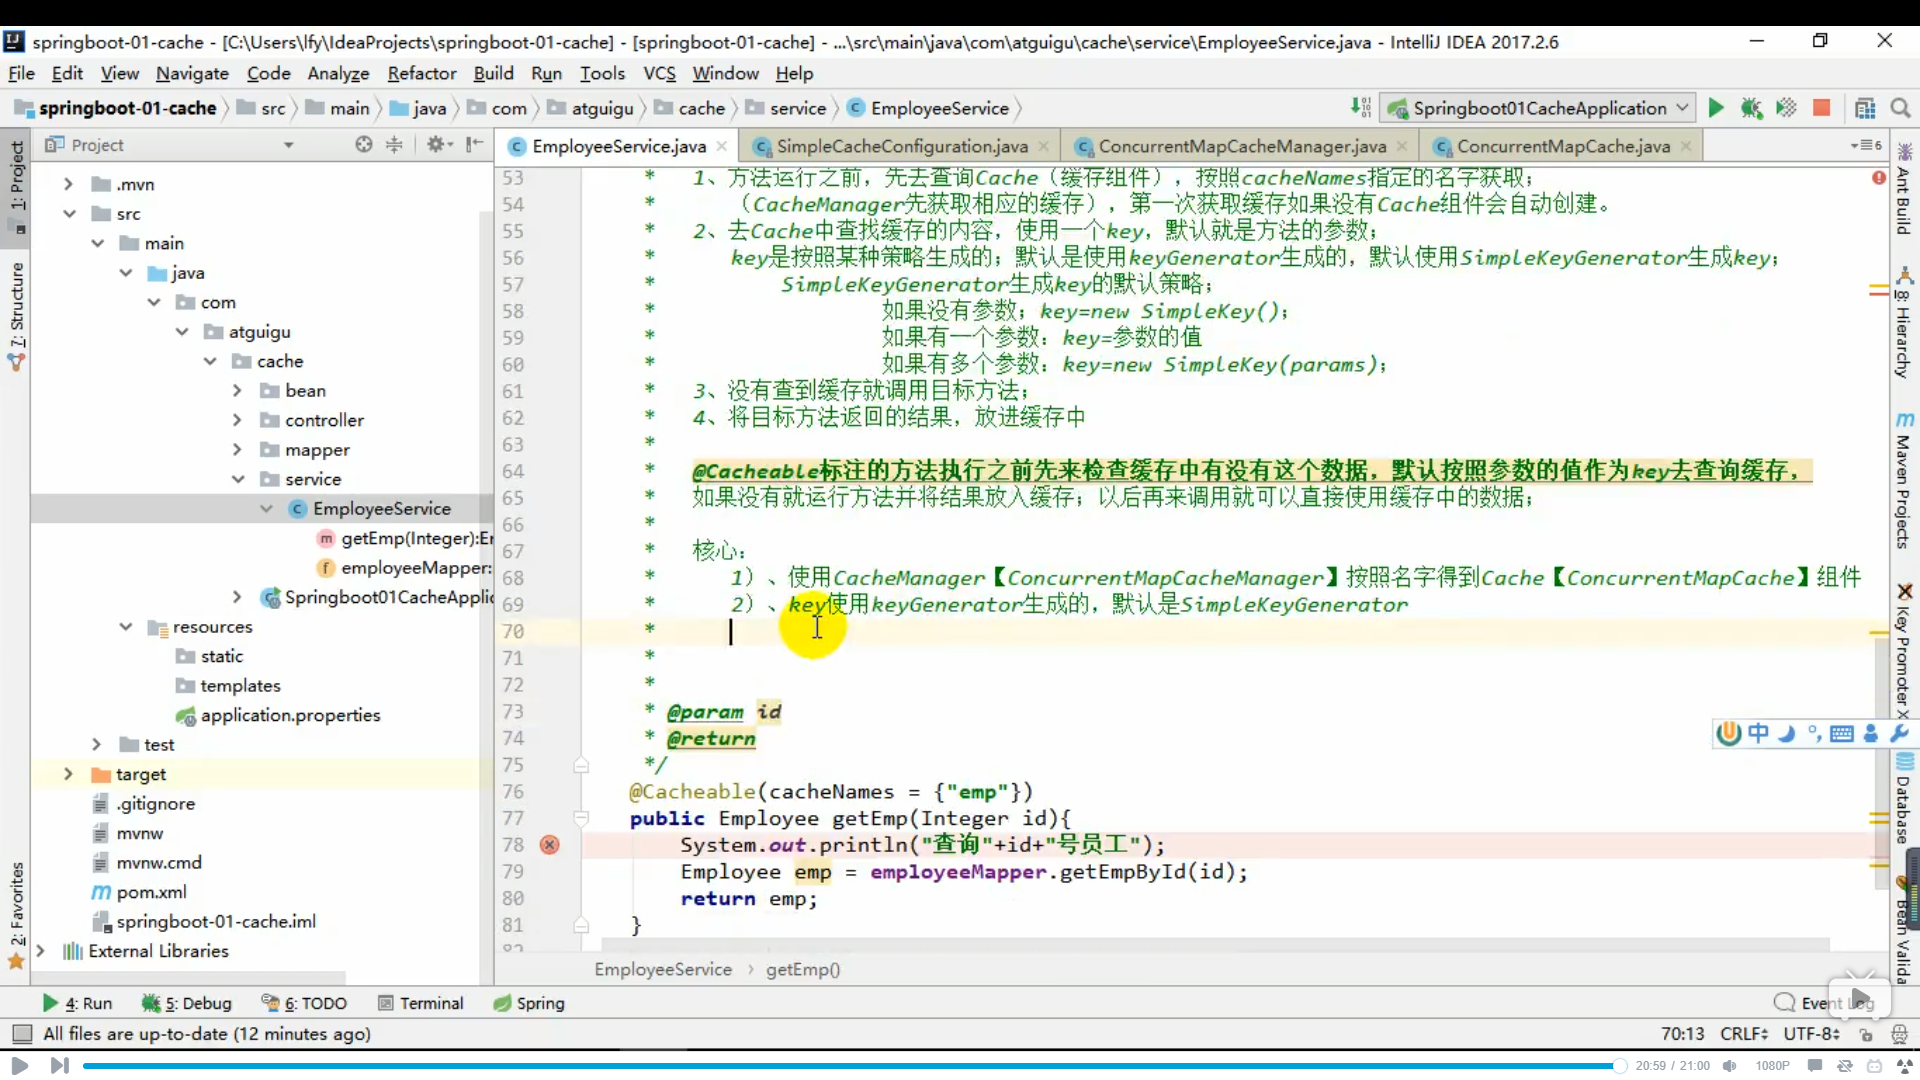 springboot-01-cache - [C:\Users\lfy\IdeaProjects\springboot-01-cache] - [springboot-01-cache] - ...\src\main\java\com\atguigu\cache\service\EmployeeService.java - IntelliJ IDEA 2017.2.6
File Edit View Navigate Code Analyze Refactor Build Run Tools VCS Window Help
springboot-01-cache src main java com atguigu cache service EmployeeService
Springboot01CacheApplication
Project
EmployeeService.java SimpleCacheConfiguration.java ConcurrentMapCacheManager.java ConcurrentMapCache.java
6
1: Project
7: Structure
2: Favorites
.mvn
src
main
java
com
atguigu
cache
bean
controller
mapper
service
EmployeeService
getEmp(Integer):Er
employeeMapper:
Springboot01CacheApplic
resources
static
templates
application.properties
test
target
.gitignore
mvnw
mvnw.cmd
pom.xml
springboot-01-cache.iml
External Libraries
53 * 1、方法运行之前，先去查询Cache（缓存组件），按照cacheNames指定的名字获取；
54 * （CacheManager先获取相应的缓存），第一次获取缓存如果没有Cache组件会自动创建。
55 * 2、去Cache中查找缓存的内容，使用一个key，默认就是方法的参数；
56 * key是按照某种策略生成的；默认是使用keyGenerator生成的，默认使用SimpleKeyGenerator生成key；
57 * SimpleKeyGenerator生成key的默认策略；
58 * 如果没有参数；key=new SimpleKey()；
59 * 如果有一个参数：key=参数的值
60 * 如果有多个参数：key=new SimpleKey(params)；
61 * 3、没有查到缓存就调用目标方法；
62 * 4、将目标方法返回的结果，放进缓存中
63 *
64 * @Cacheable标注的方法执行之前先来检查缓存中有没有这个数据，默认按照参数的值作为key去查询缓存，
65 * 如果没有就运行方法并将结果放入缓存；以后再来调用就可以直接使用缓存中的数据；
66 *
67 * 核心：
68 * 1）、使用CacheManager【ConcurrentMapCacheManager】按照名字得到Cache【ConcurrentMapCache】组件
69 * 2）、key使用keyGenerator生成的，默认是SimpleKeyGenerator
70 *
71 *
72 *
73 * @param id
74 * @return
75 */
76 @Cacheable(cacheNames = {"emp"})
77 public Employee getEmp(Integer id){
78 System.out.println("查询"+id+"号员工");
79 Employee emp = employeeMapper.getEmpById(id);
80 return emp;
81 }
82
EmployeeService › getEmp()
Ant Build
8: Hierarchy
Maven Projects
Key Promoter X
Database
Bean Valida
中
4: Run 5: Debug 6: TODO Terminal Spring
Event Log
All files are up-to-date (12 minutes ago)
70:13 CRLF UTF-8
20:59 / 21:00 1080P